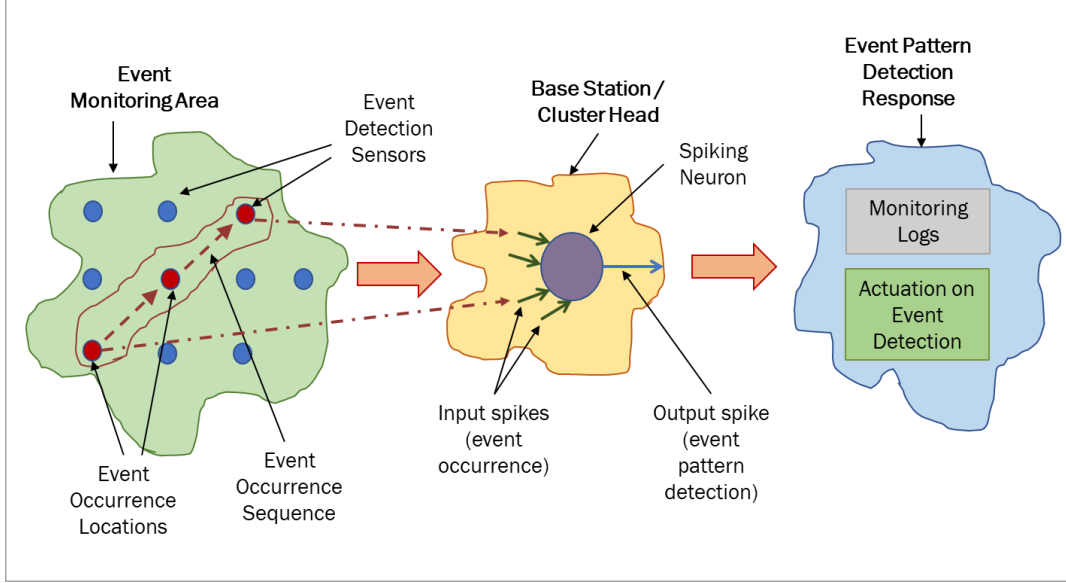 Event
Monitoring Area
Event
Detection
Sensors
Event
Occurrence
Locations
Event
Occurrence
Sequence
Base Station /
Cluster Head
Spiking
Neuron
Input spikes
(event
occurrence)
Output spike
(event
pattern
detection)
Event Pattern
Detection
Response
Monitoring
Logs
Actuation on
Event
Detection